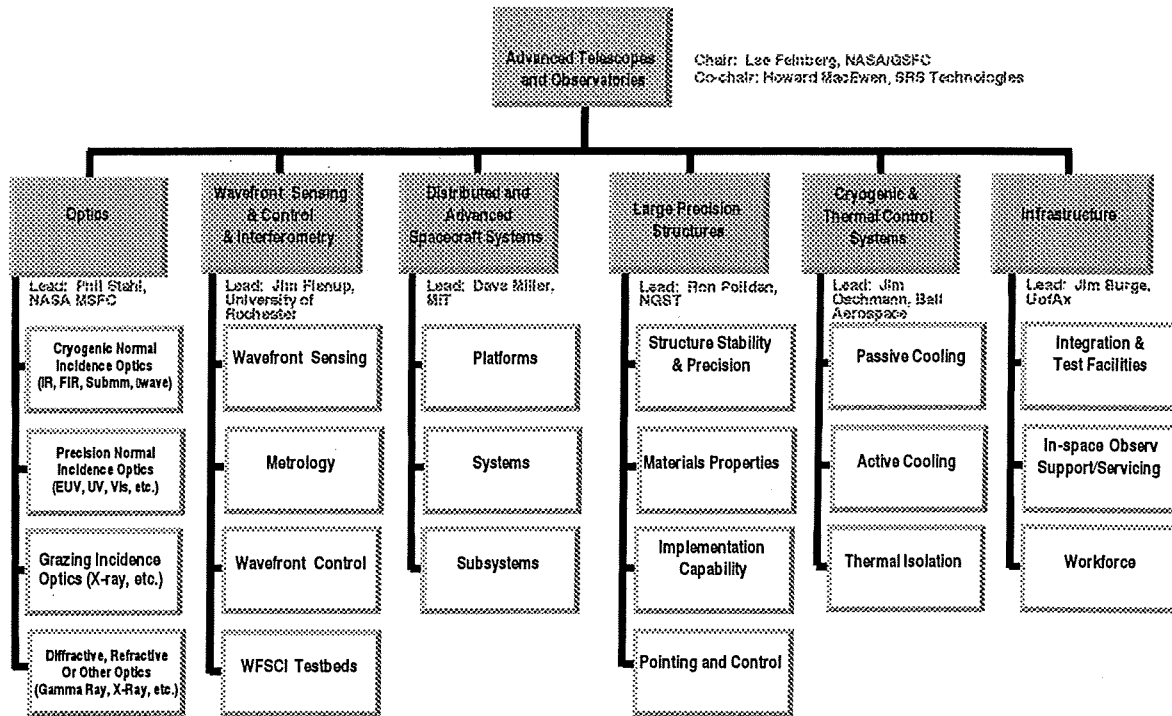 Advanced Telescopes
and Observatories
Chair: Lee Feinberg, NASA/GSFC
Co-chair: Howard MacEwen, SRS Technologies
Optics
Lead: Phil Stahl,
NASA MSFC
Cryogenic Normal
Incidence Optics
(IR, FIR, Submm, wave)
Precision Normal
Incidence Optics
(EUV, UV, Vis, etc.)
Grazing Incidence
Optics (X-ray, etc.)
Diffractive, Refractive
Or Other Optics
(Gamma Ray, X-Ray, etc.)
Wavefront Sensing
& Control
& Interferometry
Lead: Jim Fienup,
University of
Rochester
Wavefront Sensing
Metrology
Wavefront Control
WFSCI Testbeds
Distributed and
Advanced
Spacecraft Systems
Lead: Dave Miller,
MIT
Platforms
Systems
Subsystems
Large Precision
Structures
Lead: Ron
NGST
Structure Stability
& Precision
Materials Properties
Implementation
Capability
Pointing and Control
Cryogenic &
Thermal Control
Systems
Lead: Jim
Oschmann, Ball
Aerospace
Passive Cooling
Active Cooling
Thermal Isolation
Infrastructure
Lead: Jim Burge,
Integration &
Test Facilities
In-space Observ
Support/Servicing
Workforce